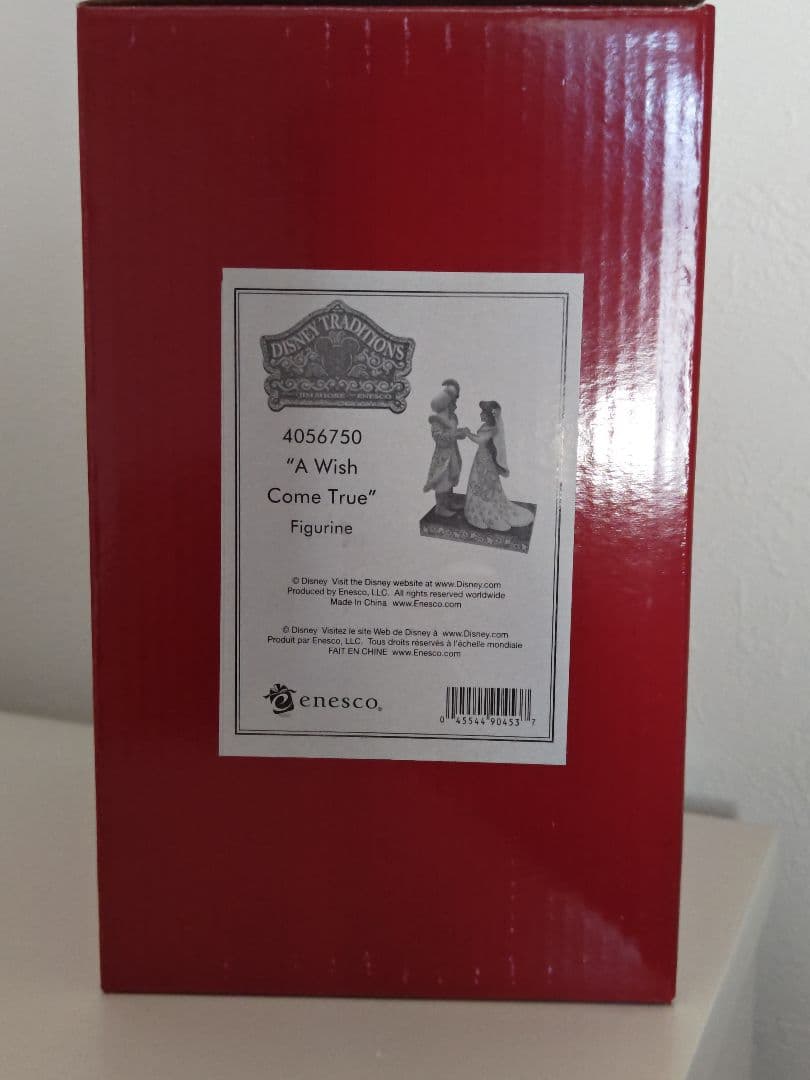 DISNEY TRADITIONS
JIM SHORE ENESCO
4056750
"A Wish
Come True"
Figurine
© Disney Visit the Disney website at www.Disney.com
Produced by Enesco, LLC. All rights reserved worldwide
Made In China www.Enesco.com
© Disney Visitez le site Web de Disney à www.Disney.com
Produit par Enesco, LLC. Tous droits réservés à l'échelle mondiale
FAIT EN CHINE www.Enesco.com
enesco®
0 45544 90453 7